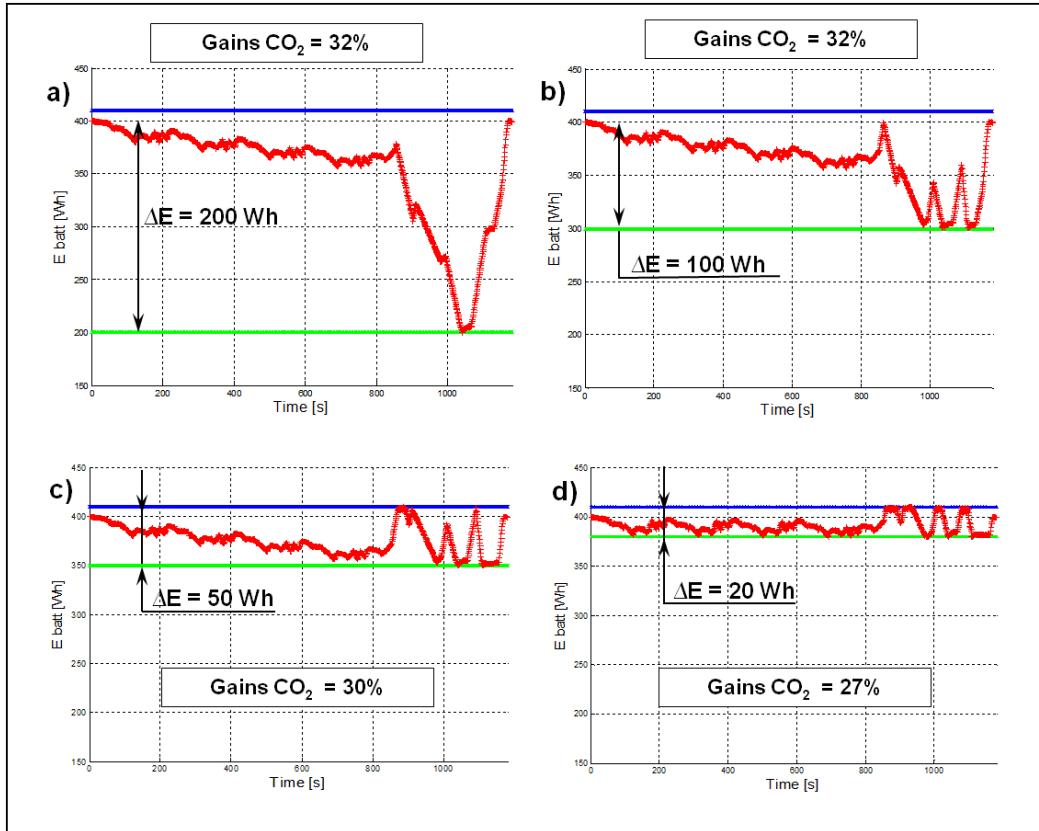 Gains CO₂ = 32%
a)
450
400
350
300
250
200
150
0
200
400
600
800
1000
E batt [Wh]
Time [s]
ΔE = 200 Wh
Gains CO₂ = 32%
b)
450
400
350
300
250
200
150
0
200
400
600
800
1000
E batt [Wh]
Time [s]
ΔE = 100 Wh
c)
450
400
350
300
250
200
150
0
200
400
600
800
1000
E batt [Wh]
Time [s]
ΔE = 50 Wh
Gains CO₂ = 30%
d)
450
400
350
300
250
200
150
0
200
400
600
800
1000
E batt [Wh]
Time [s]
ΔE = 20 Wh
Gains CO₂ = 27%